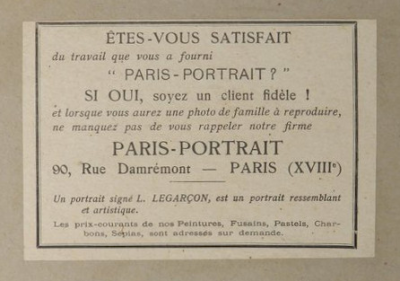 ÊTES-VOUS SATISFAIT
du travail que vous a fourni
" PARIS-PORTRAIT ? "
SI OUI, soyez un client fidèle !
et lorsque vous aurez une photo de famille à reproduire,
ne manquez pas de vous rappeler notre firme
PARIS-PORTRAIT
90, Rue Damrémont — PARIS (XVIIIe)
Un portrait signé L. LEGARÇON, est un portrait ressemblant
et artistique.
Les prix-courants de nos Peintures, Fusains, Pastels, Char-
bons, Sépias, sont adressés sur demande.